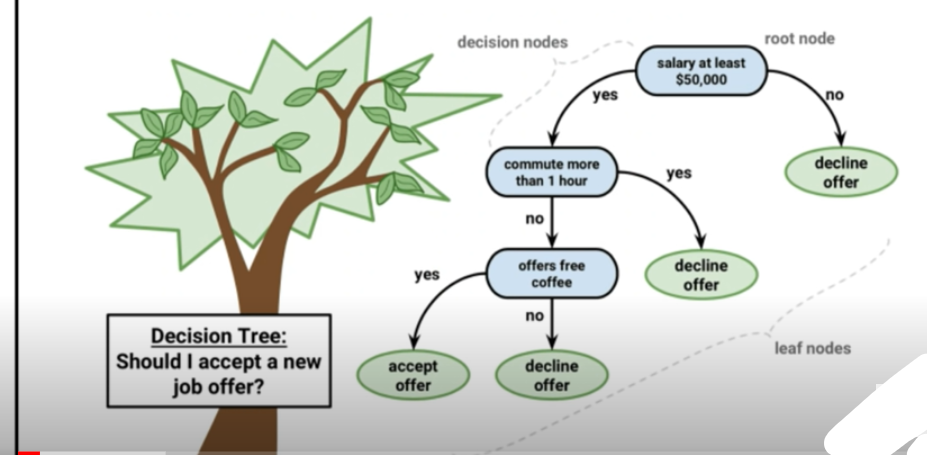 decision nodes
root node
salary at least
$50,000
yes
no
commute more
than 1 hour
yes
decline
offer
no
offers free
coffee
decline
offer
yes
no
leaf nodes
accept
offer
decline
offer
Decision Tree:
Should I accept a new
job offer?